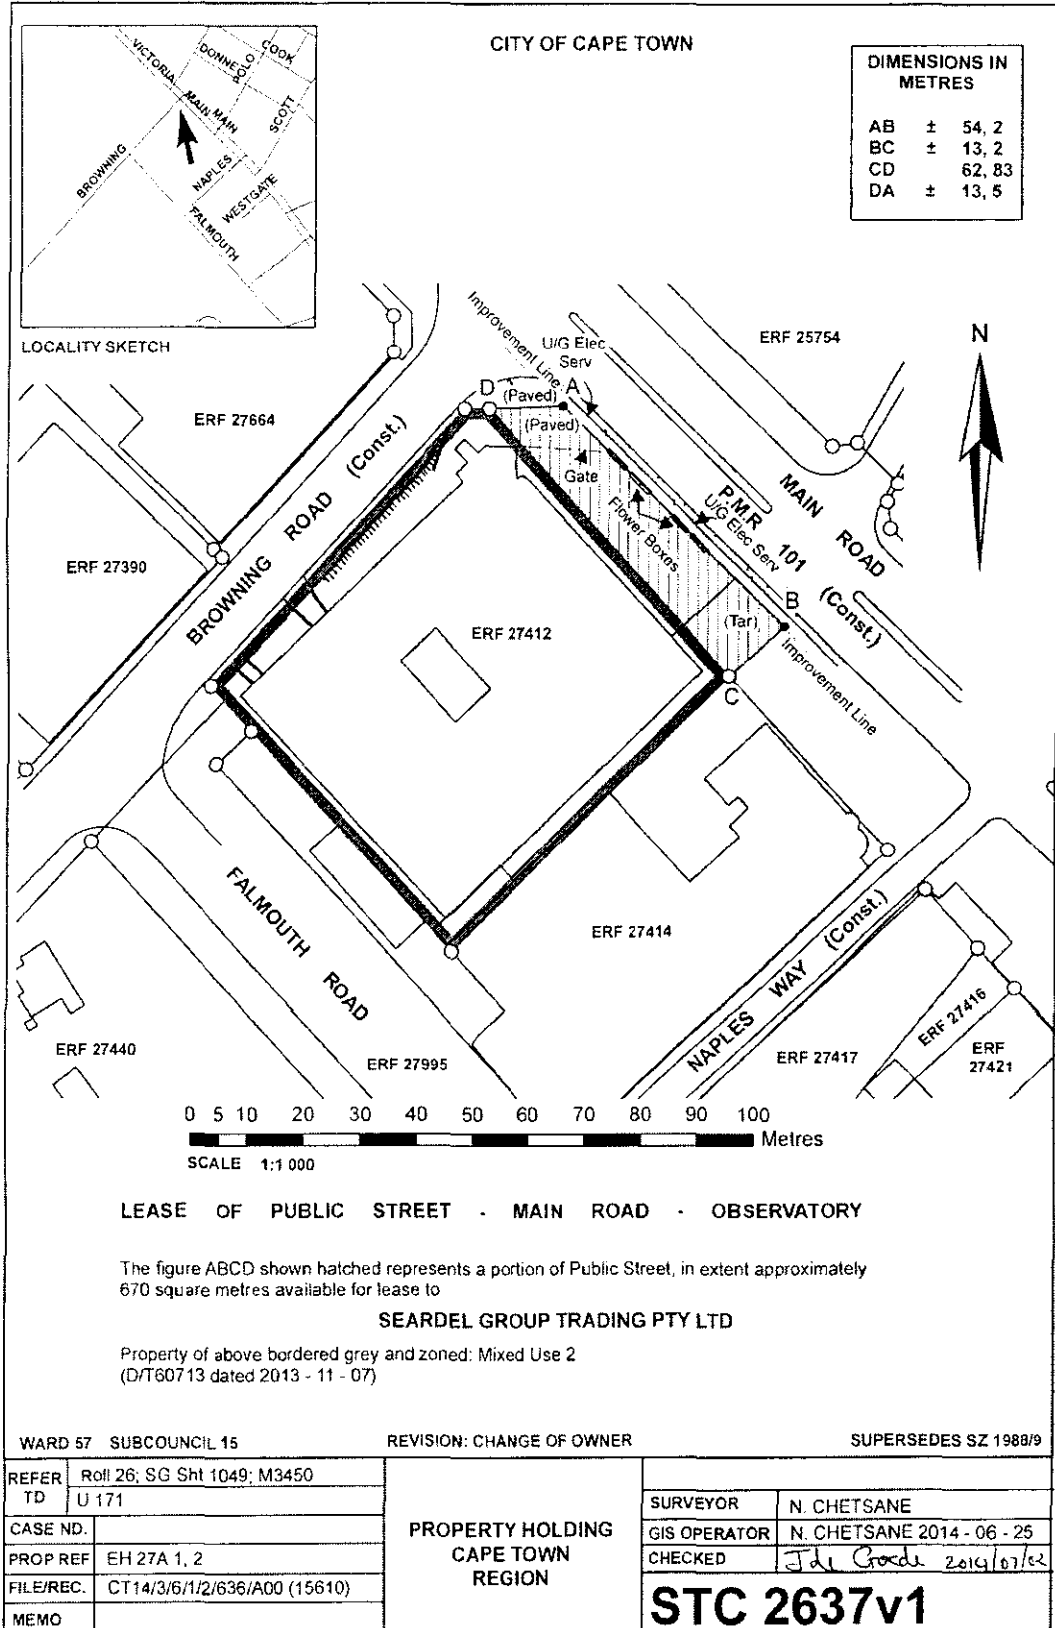 CITY OF CAPE TOWN
VICTORIA
DONNE
POLO
COOK
MAIN
MAIN
SCOTT
BROWNING
NAPLES
WESTGATE
FALMOUTH
LOCALITY SKETCH
DIMENSIONS IN
METRES
AB ± 54, 2
BC ± 13, 2
CD 62, 83
DA ± 13, 5
Improvement Line
U/G Elec
Serv
ERF 25754
N
D
A
(Paved)
(Paved)
ERF 27664
Gate
Flower Boxes
P.M.R 101
U/G Elec Serv
MAIN ROAD (Const.)
BROWNING ROAD (Const.)
ERF 27390
ERF 27412
B
(Tar)
Improvement Line
C
FALMOUTH ROAD
ERF 27414
NAPLES WAY (Const.)
ERF 27440
ERF 27995
ERF 27417
ERF 27416
ERF
27421
0 5 10 20 30 40 50 60 70 80 90 100
Metres
SCALE 1:1 000
LEASE OF PUBLIC STREET - MAIN ROAD - OBSERVATORY
The figure ABCD shown hatched represents a portion of Public Street, in extent approximately
670 square metres available for lease to
SEARDEL GROUP TRADING PTY LTD
Property of above bordered grey and zoned: Mixed Use 2
(D/T60713 dated 2013 - 11 - 07)
WARD 57 SUBCOUNCIL 15
REVISION: CHANGE OF OWNER
SUPERSEDES SZ 1988/9
REFER TO
Roll 26; SG Sht 1049; M3450
U 171
CASE NO.
PROP REF EH 27A 1, 2
FILE/REC. CT14/3/6/1/2/636/A00 (15610)
MEMO
PROPERTY HOLDING
CAPE TOWN
REGION
SURVEYOR N. CHETSANE
GIS OPERATOR N. CHETSANE 2014 - 06 - 25
CHECKED 2014/07/02
STC 2637v1